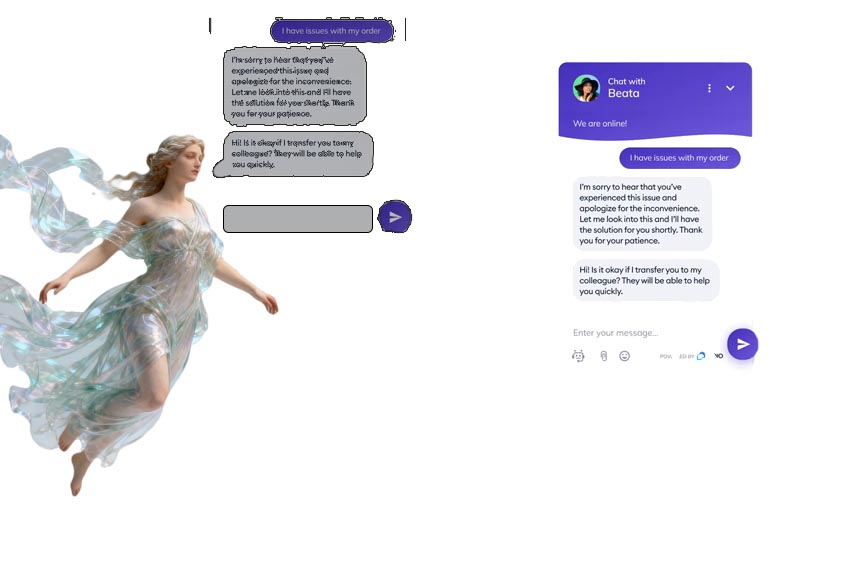 I have issues with my order
I'm sorry to hear that you've
experienced this issue and
apologize for the inconvenience.
Let me look into this and I'll have
the solution for you shortly. Thank
you for your patience.
Hi! Is it okay if I transfer you to my
colleague? They will be able to help
you quickly.
Chat with
Beata
We are online!
I have issues with my order
I'm sorry to hear that you've
experienced this issue and
apologize for the inconvenience.
Let me look into this and I'll have
the solution for you shortly. Thank
you for your patience.
Hi! Is it okay if I transfer you to my
colleague? They will be able to help
you quickly.
Enter your message...
ED BY